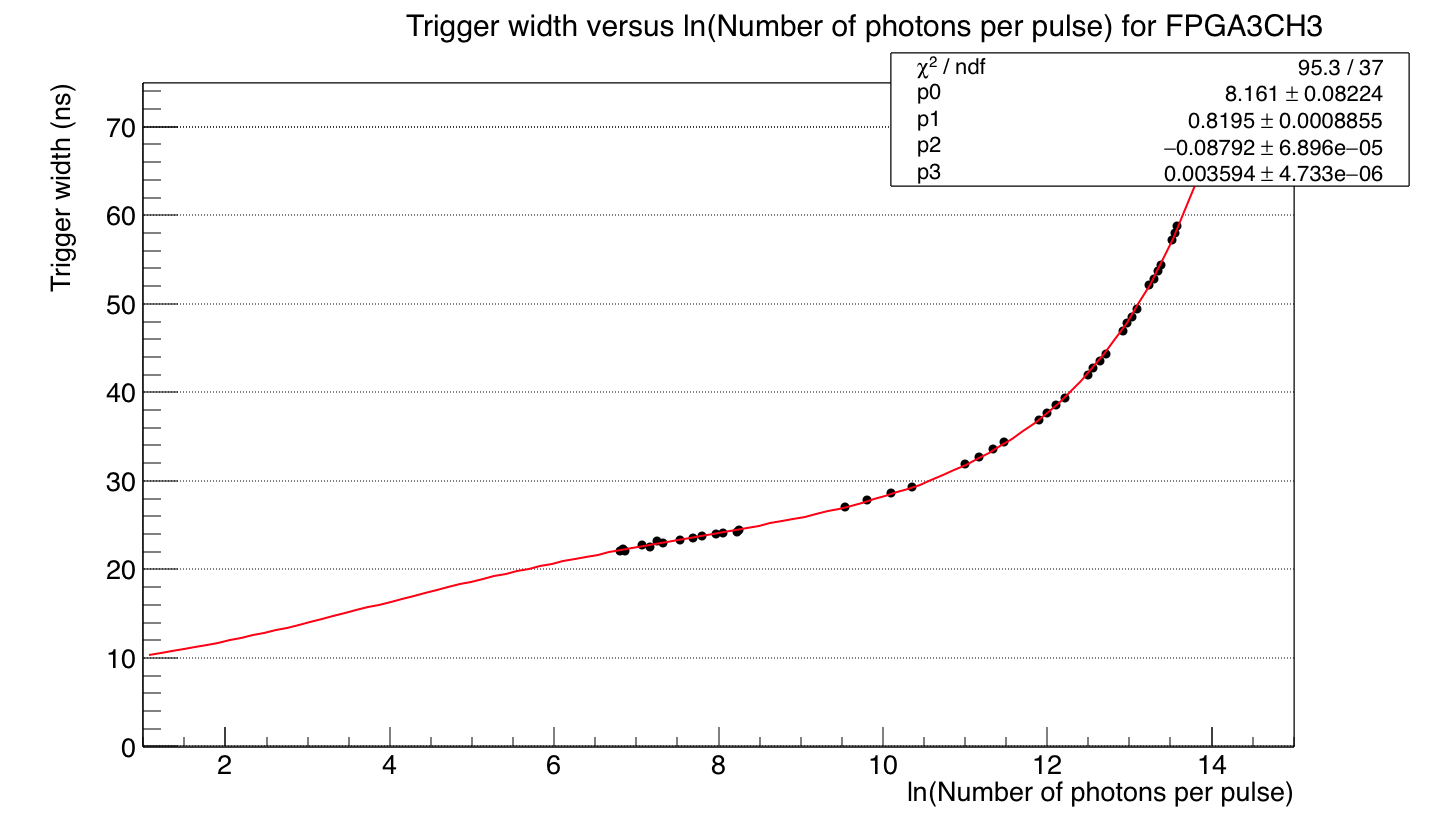 Trigger width versus ln(Number of photons per pulse) for FPGA3CH3
χ² / ndf 95.3 / 37
p0 8.161 ± 0.08224
p1 0.8195 ± 0.0008855
p2 −0.08792 ± 6.896e−05
p3 0.003594 ± 4.733e−06
Trigger width (ns)
70
60
50
40
30
20
10
0
2 4 6 8 10 12 14
ln(Number of photons per pulse)